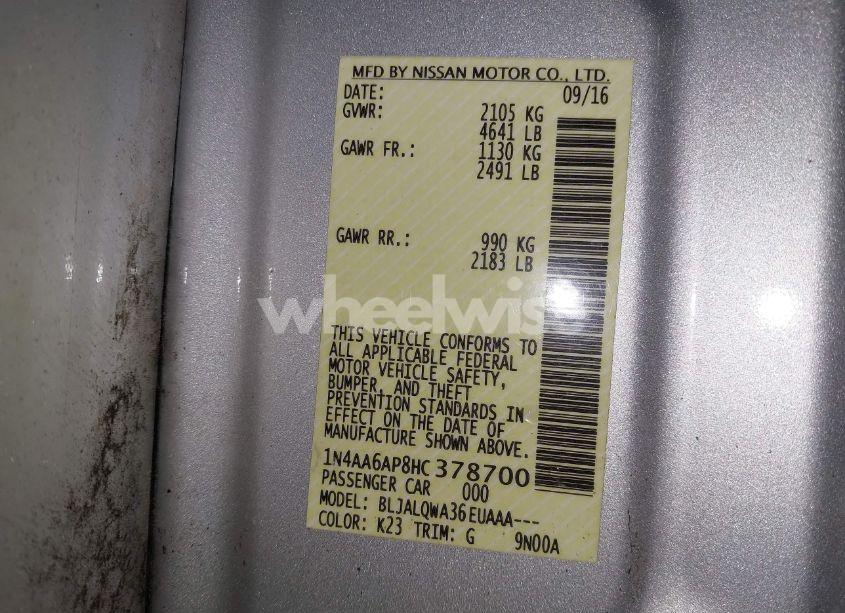 MFD BY NISSAN MOTOR CO., LTD.
DATE: 09/16
GVWR: 2105 KG
4641 LB
GAWR FR.: 1130 KG
2491 LB
GAWR RR.: 990 KG
2183 LB
wheelwis
THIS VEHICLE CONFORMS TO
ALL APPLICABLE FEDERAL
MOTOR VEHICLE SAFETY,
BUMPER, AND THEFT
PREVENTION STANDARDS IN
EFFECT ON THE DATE OF
MANUFACTURE SHOWN ABOVE.
1N4AA6AP8HC378700
PASSENGER CAR 000
MODEL: BLJALQWA36EUAAA---
COLOR: K23 TRIM: G 9N00A